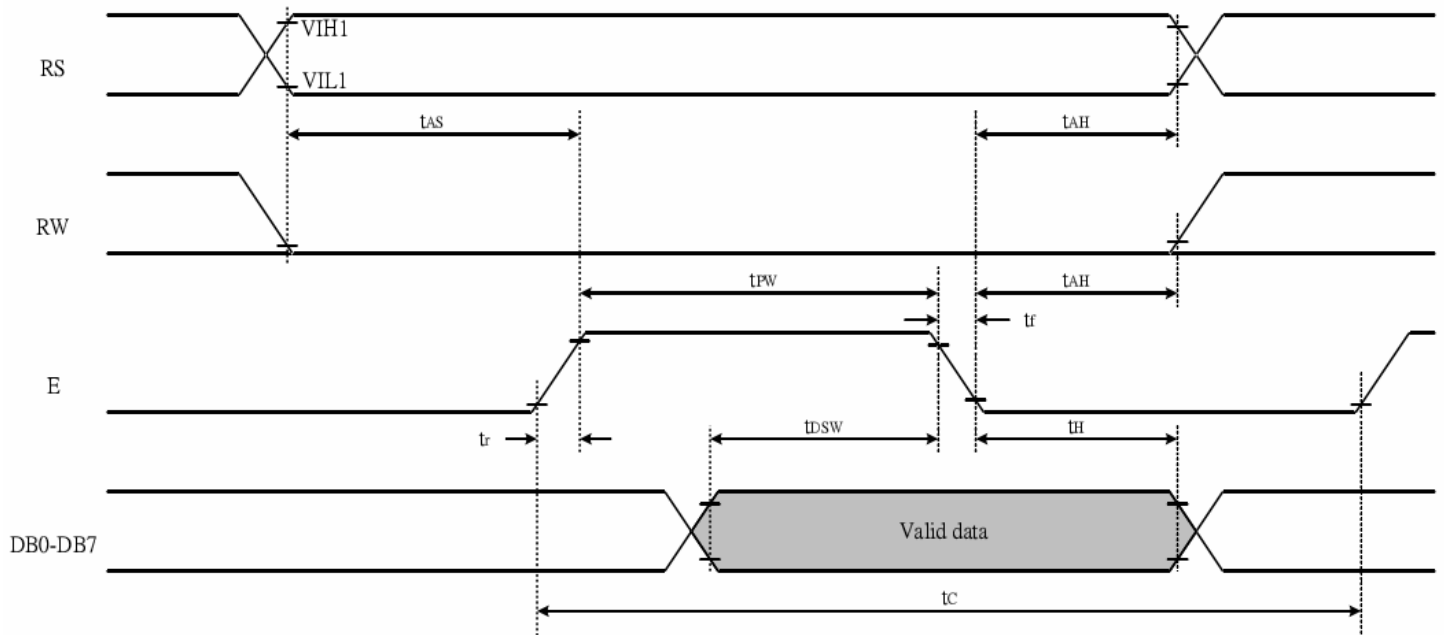 VIH1
RS
VIL1
tAS
tAH
RW
tPW
tAH
tf
E
tr
tDSW
tH
Valid data
DB0-DB7
tC